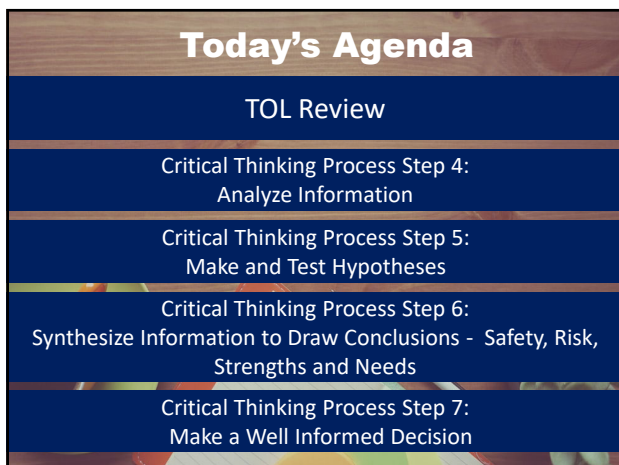 Today's Agenda
TOL Review
Critical Thinking Process Step 4:
Analyze Information
Critical Thinking Process Step 5:
Make and Test Hypotheses
Critical Thinking Process Step 6:
Synthesize Information to Draw Conclusions - Safety, Risk,
Strengths and Needs
Critical Thinking Process Step 7:
Make a Well Informed Decision